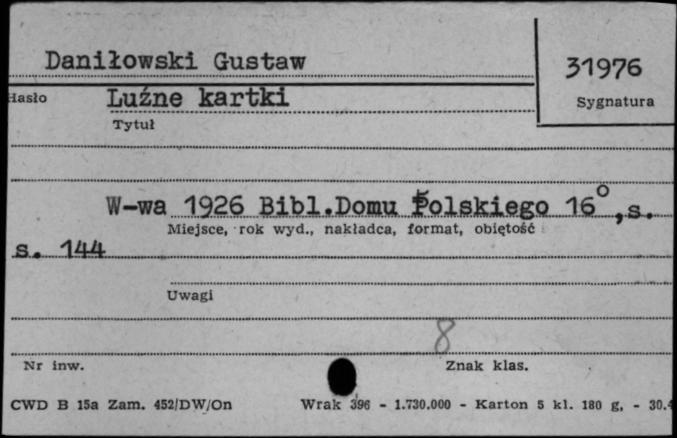 Daniłowski Gustaw
31976
Hasło
Luźne kartki
Sygnatura
Tytuł
W-wa 1926 Bibl.Domu Polskiego 16°,s.
Miejsce, rok wyd., nakładca, format, objętość
s. 144
Uwagi
8
Nr inw.
Znak klas.
CWD B 15a Zam. 452/DW/On Wrak 396 - 1.730.000 - Karton 5 kl. 180 g, - 30.4